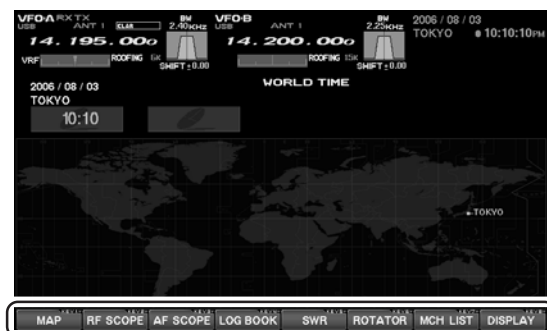 VFO-A RX TX BW VFO-B BW 2006 / 08 / 03
USB ANT 1 CLAR 2.40KHz USB ANT 1 2.25KHz TOKYO 10:10:10PM
14. 195. 00o 14. 200. 00o
VRF ROOFING 6K ROOFING 15K
SHIFT±0.00 SHIFT±0.00
2006 / 08 / 03 WORLD TIME
TOKYO
10:10
TOKYO
MAP RF SCOPE AF SCOPE LOG BOOK SWR ROTATOR MCH LIST DISPLAY